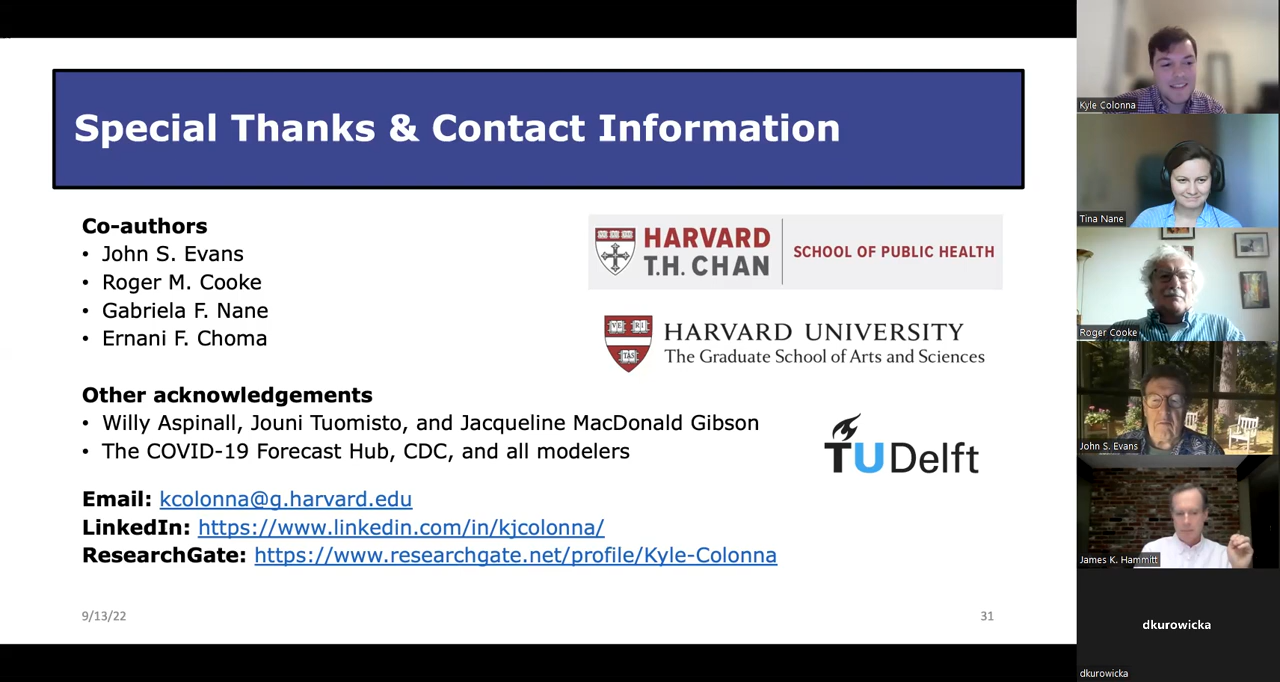 Special Thanks & Contact Information
Co-authors
• John S. Evans
• Roger M. Cooke
• Gabriela F. Nane
• Ernani F. Choma
Other acknowledgements
• Willy Aspinall, Jouni Tuomisto, and Jacqueline MacDonald Gibson
• The COVID-19 Forecast Hub, CDC, and all modelers
Email: kcolonna@g.harvard.edu
LinkedIn: https://www.linkedin.com/in/kjcolonna/
ResearchGate: https://www.researchgate.net/profile/Kyle-Colonna
9/13/22
31
HARVARD
T.H. CHAN
SCHOOL OF PUBLIC HEALTH
VE RI
TAS
HARVARD UNIVERSITY
The Graduate School of Arts and Sciences
TUDelft
Kyle Colonna
Tina Nane
Roger Cooke
John S. Evans
James K. Hammitt
dkurowicka
dkurowicka